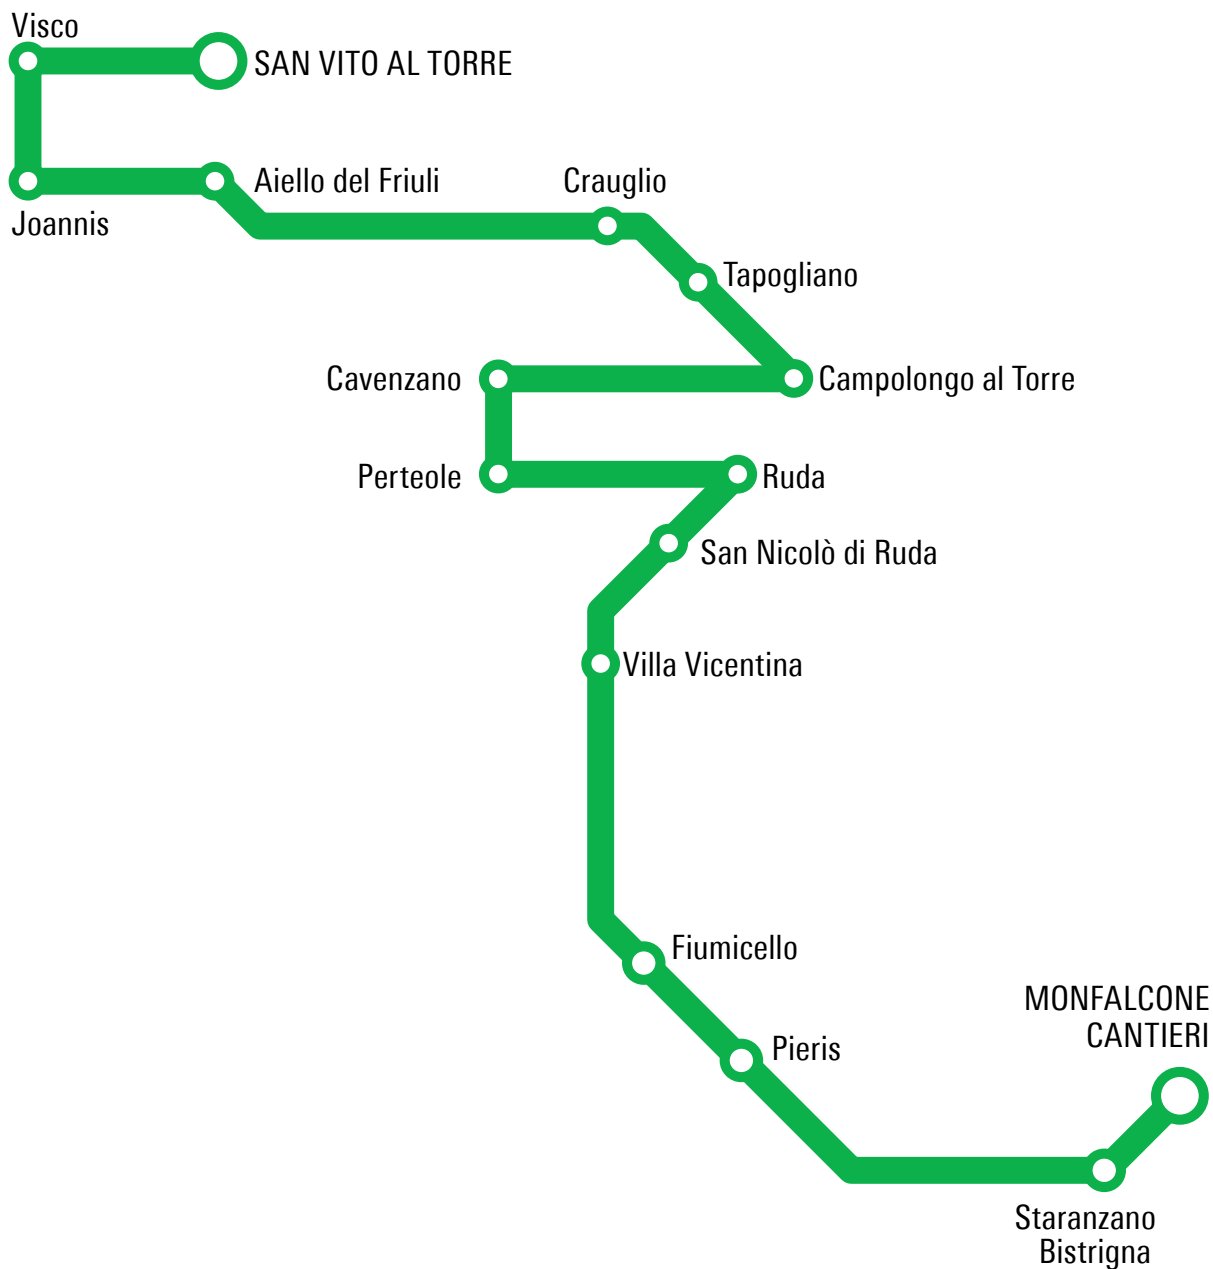 Visco
SAN VITO AL TORRE
Aiello del Friuli
Crauglio
Joannis
Tapogliano
Cavenzano
Campolongo al Torre
Perteole
Ruda
San Nicolò di Ruda
Villa Vicentina
Fiumicello
MONFALCONE
CANTIERI
Pieris
Staranzano
Bistrigna